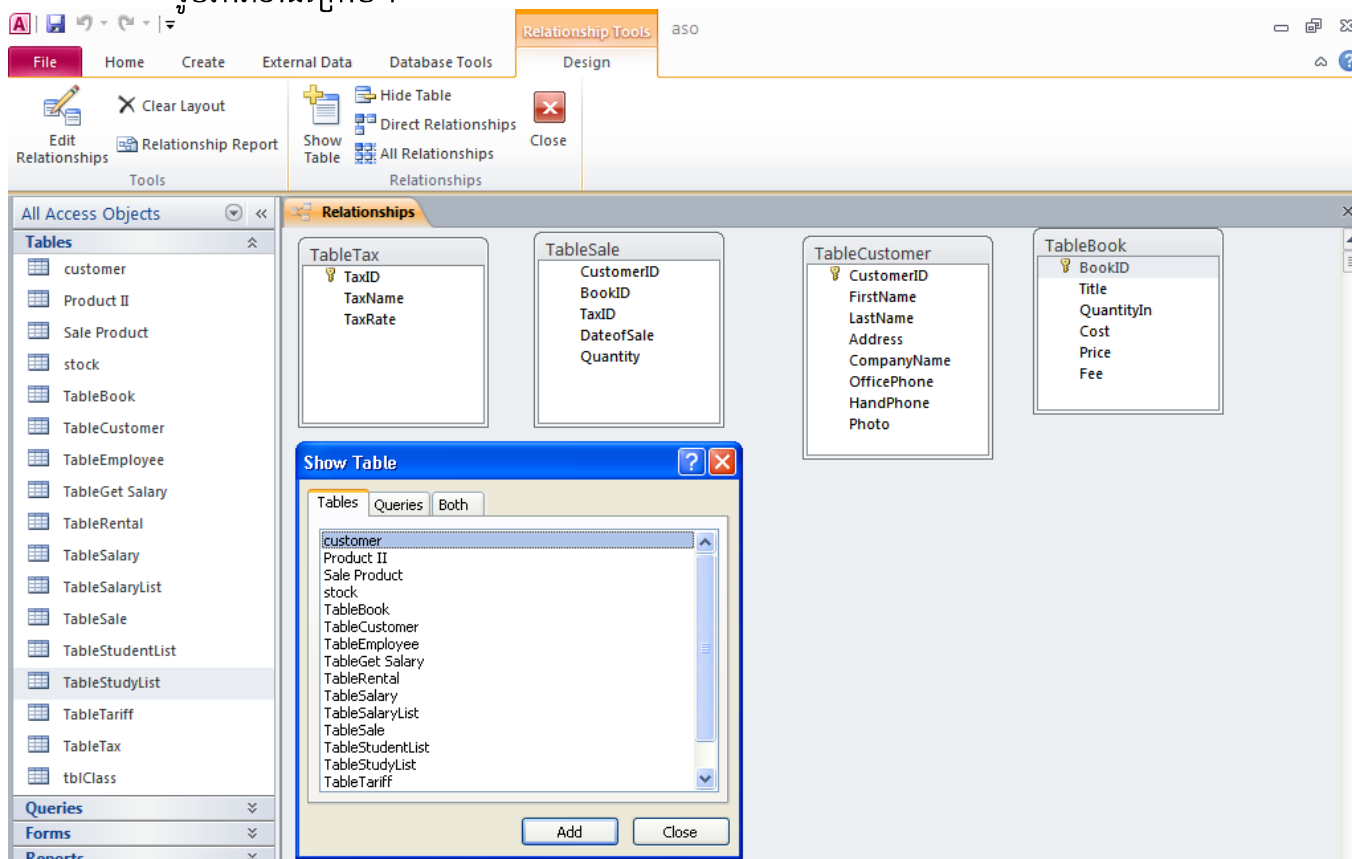 aso
Relationship Tools
File Home Create External Data Database Tools Design
Edit Relationships
Clear Layout
Relationship Report
Tools
Show Table
Hide Table
Direct Relationships
All Relationships
Relationships
Close
All Access Objects
Tables
customer
Product II
Sale Product
stock
TableBook
TableCustomer
TableEmployee
TableGet Salary
TableRental
TableSalary
TableSalaryList
TableSale
TableStudentList
TableStudyList
TableTariff
TableTax
tblClass
Queries
Forms
Reports
Relationships
TableTax
TaxID
TaxName
TaxRate
TableSale
CustomerID
BookID
TaxID
DateofSale
Quantity
TableCustomer
CustomerID
FirstName
LastName
Address
CompanyName
OfficePhone
HandPhone
Photo
TableBook
BookID
Title
QuantityIn
Cost
Price
Fee
Show Table
Tables Queries Both
customer
Product II
Sale Product
stock
TableBook
TableCustomer
TableEmployee
TableGet Salary
TableRental
TableSalary
TableSalaryList
TableSale
TableStudentList
TableStudyList
TableTariff
Add Close